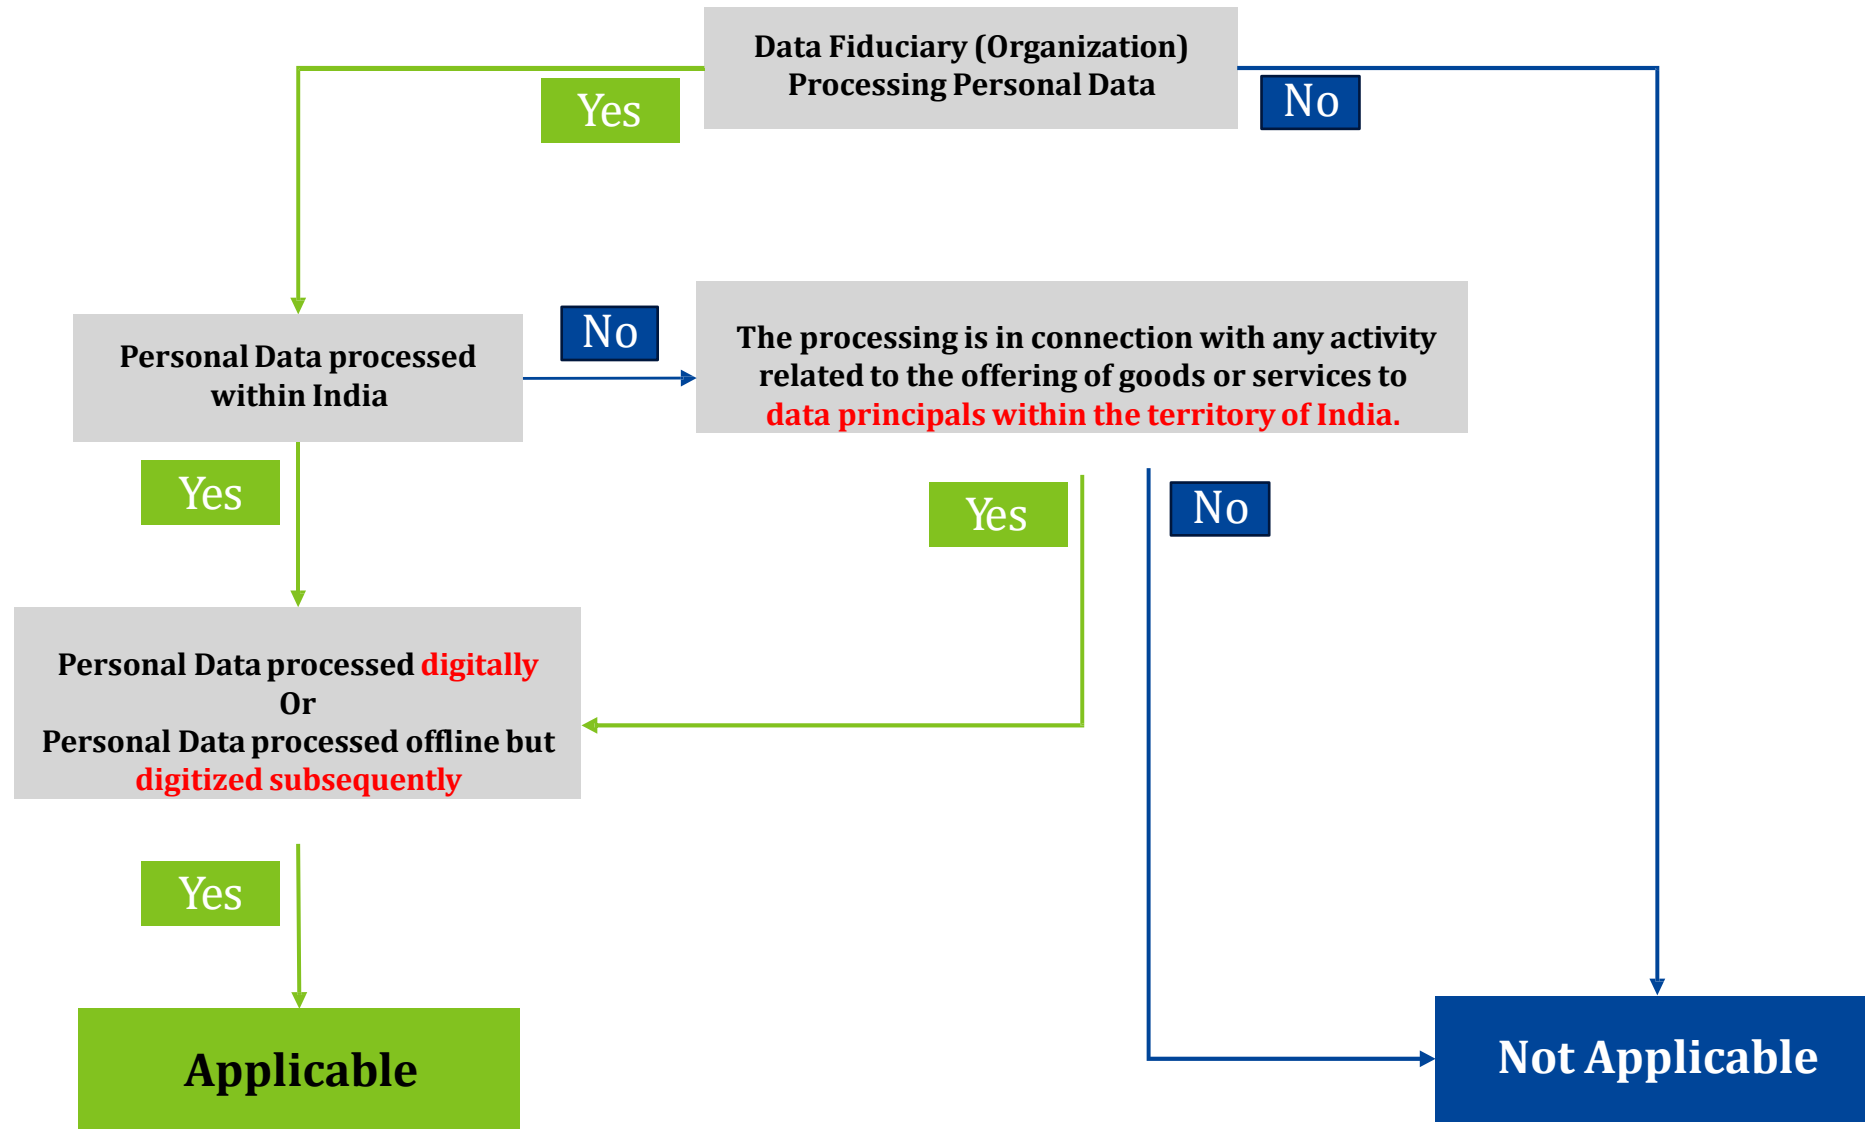 Data Fiduciary (Organization)
Processing Personal Data
Yes
No
Personal Data processed
within India
No
The processing is in connection with any activity
related to the offering of goods or services to
data principals within the territory of India.
Yes
Yes
No
Personal Data processed digitally
Or
Personal Data processed offline but
digitized subsequently
Yes
Applicable
Not Applicable